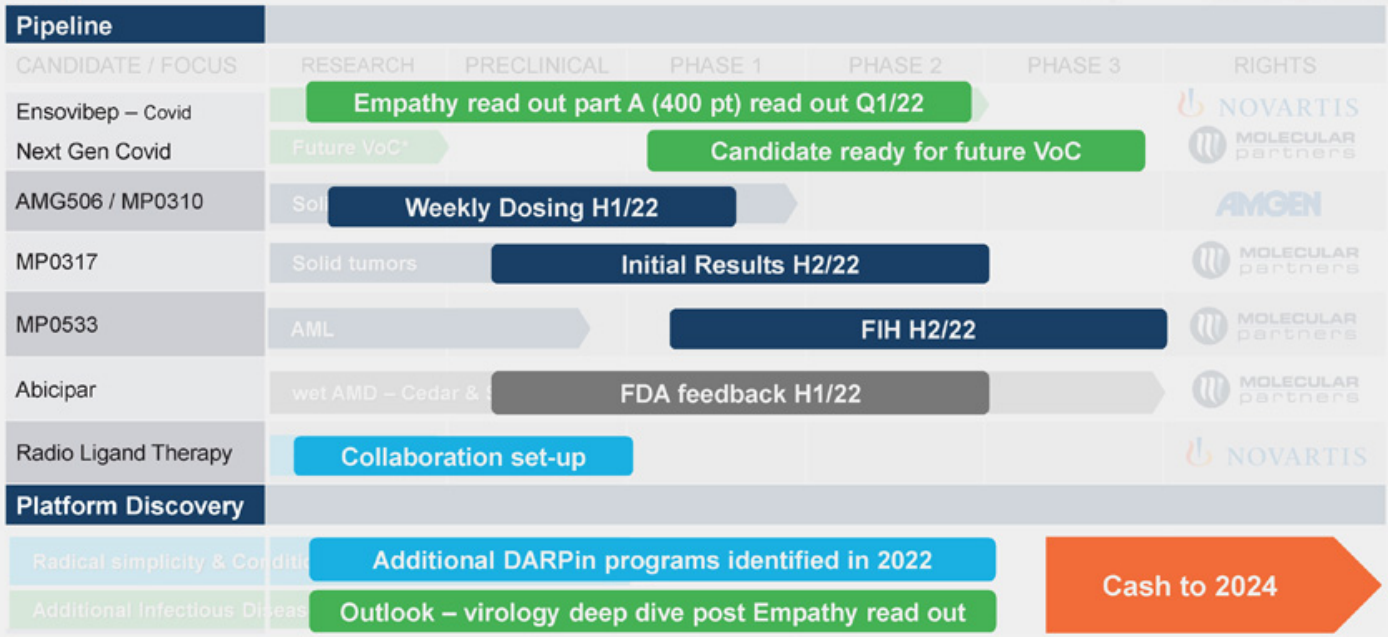 Pipeline
CANDIDATE / FOCUS RESEARCH PRECLINICAL PHASE 1 PHASE 2 PHASE 3 RIGHTS
Ensovibep – Covid Empathy read out part A (400 pt) read out Q1/22 NOVARTIS
Next Gen Covid Future VoC* Candidate ready for future VoC MOLECULAR partners
AMG506 / MP0310 Weekly Dosing H1/22 AMGEN
MP0317 Solid tumors Initial Results H2/22 MOLECULAR partners
MP0533 AML FIH H2/22 MOLECULAR partners
Abicipar wet AMD – Cedar & FDA feedback H1/22 MOLECULAR partners
Radio Ligand Therapy Collaboration set-up NOVARTIS
Platform Discovery
Radical simplicity & Additional DARPin programs identified in 2022
Additional Infectious Outlook – virology deep dive post Empathy read out
Cash to 2024